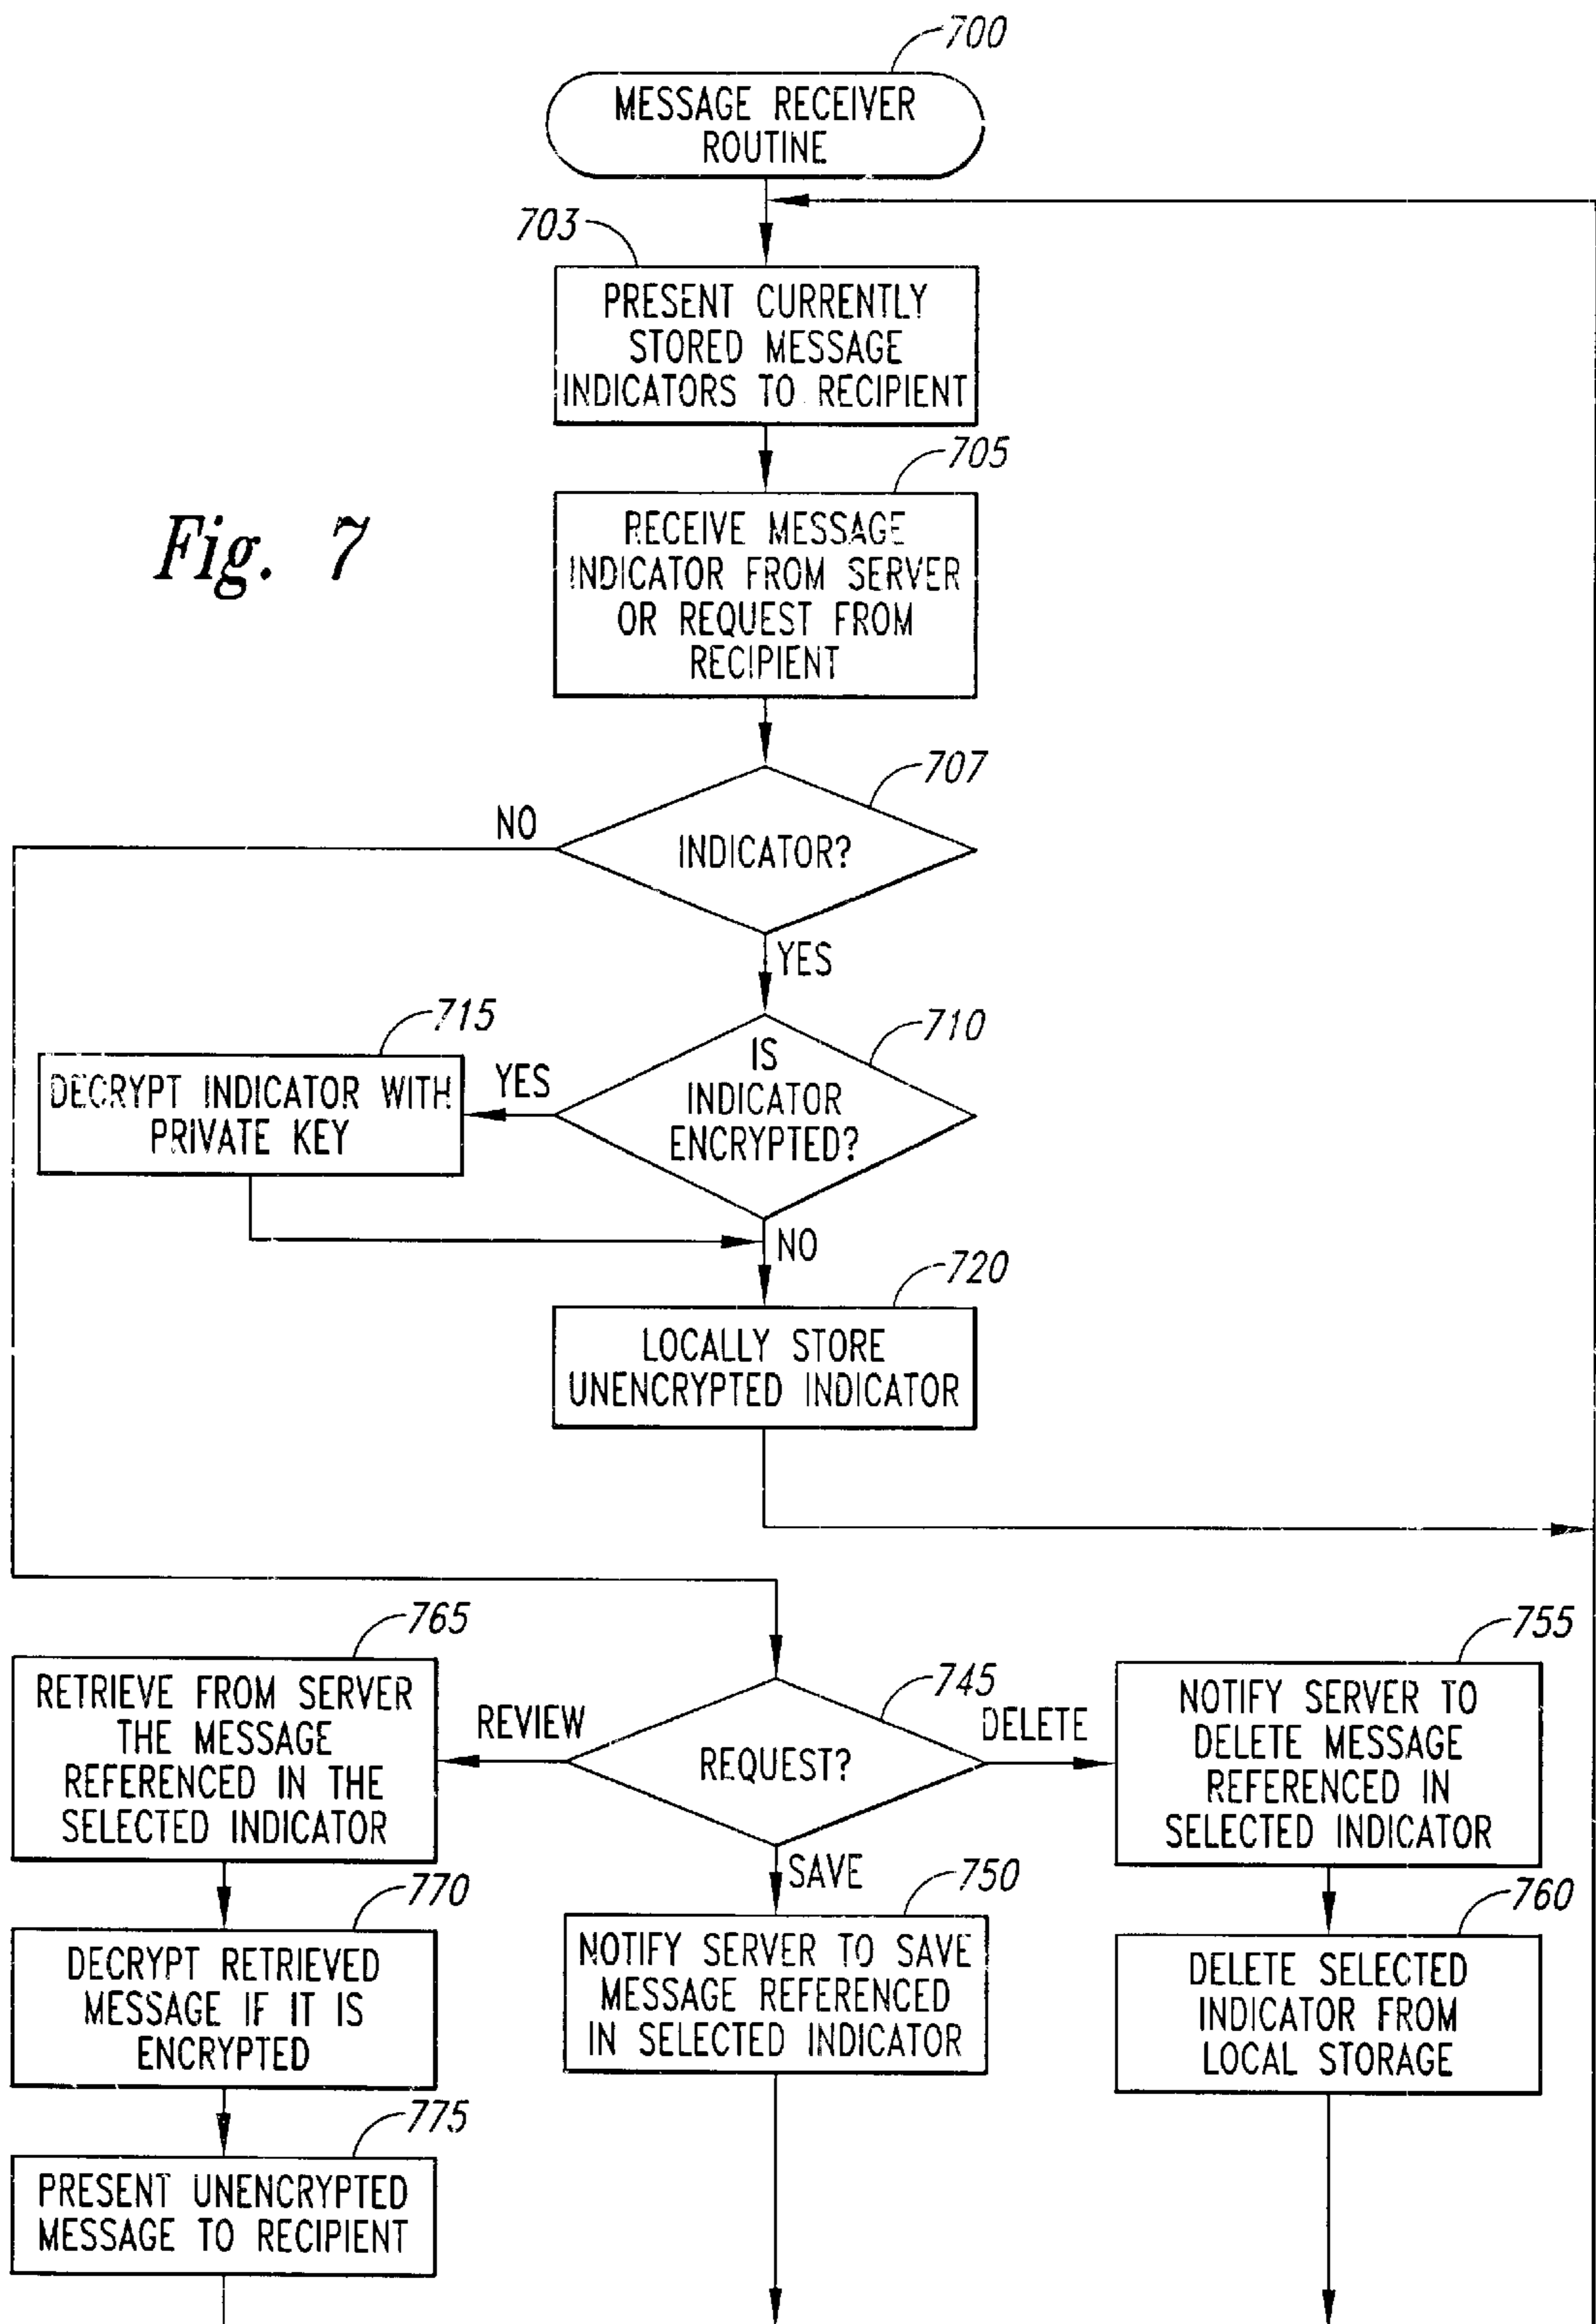 700
MESSAGE RECEIVER
ROUTINE
703
PRESENT CURRENTLY
STORED MESSAGE
INDICATORS TO RECIPIENT
705
RECEIVE MESSAGE
INDICATOR FROM SERVER
OR REQUEST FROM
RECIPIENT
Fig. 7
707
NO
INDICATOR?
YES
715
710
DECRYPT INDICATOR WITH
PRIVATE KEY
YES
IS
INDICATOR
ENCRYPTED?
NO
720
LOCALLY STORE
UNENCRYPTED INDICATOR
765
RETRIEVE FROM SERVER
THE MESSAGE
REFERENCED IN THE
SELECTED INDICATOR
REVIEW
745
REQUEST?
DELETE
755
NOTIFY SERVER TO
DELETE MESSAGE
REFERENCED IN
SELECTED INDICATOR
SAVE
770
DECRYPT RETRIEVED
MESSAGE IF IT IS
ENCRYPTED
750
NOTIFY SERVER TO SAVE
MESSAGE REFERENCED
IN SELECTED INDICATOR
760
DELETE SELECTED
INDICATOR FROM
LOCAL STORAGE
775
PRESENT UNENCRYPTED
MESSAGE TO RECIPIENT